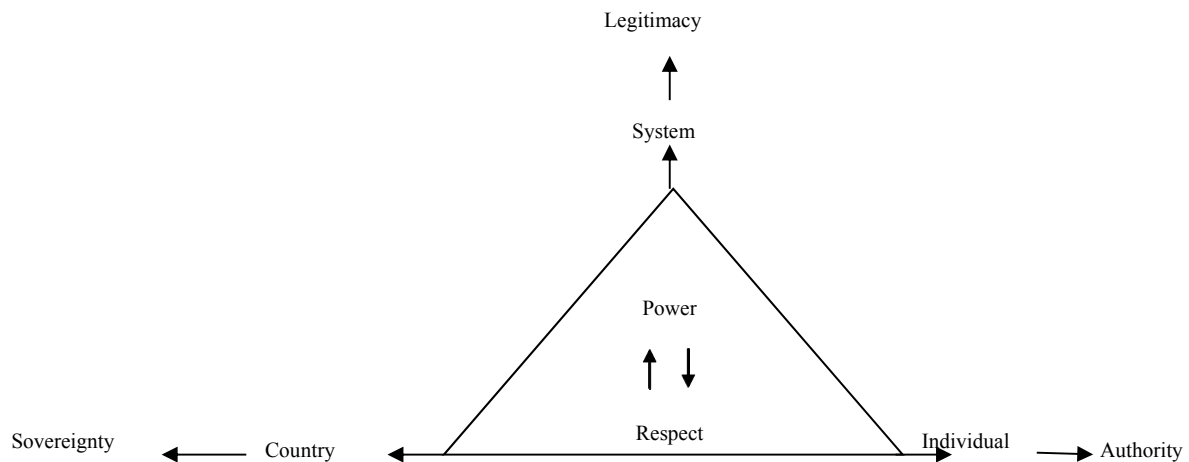 Legitimacy
System
Power
Respect
Sovereignty
Country
Individual
Authority